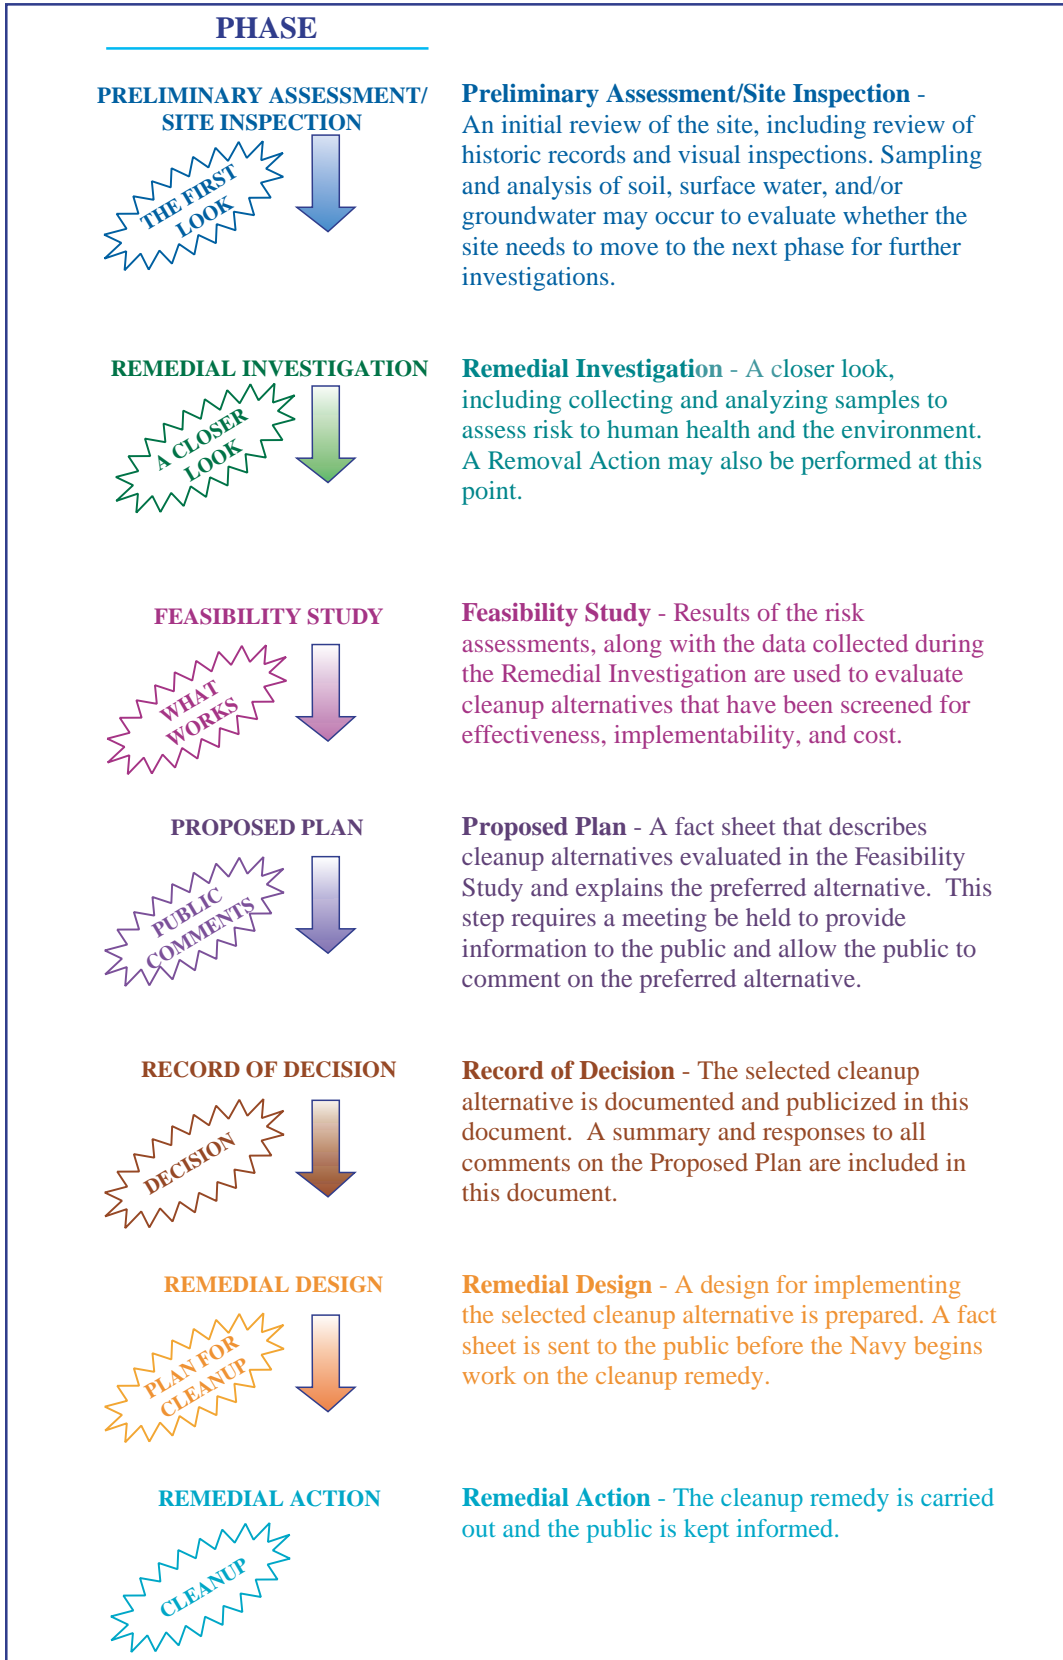 PHASE
PRELIMINARY ASSESSMENT/
SITE INSPECTION
THE FIRST
LOOK
Preliminary Assessment/Site Inspection -
An initial review of the site, including review of
historic records and visual inspections. Sampling
and analysis of soil, surface water, and/or
groundwater may occur to evaluate whether the
site needs to move to the next phase for further
investigations.
REMEDIAL INVESTIGATION
A CLOSER
LOOK
Remedial Investigation - A closer look,
including collecting and analyzing samples to
assess risk to human health and the environment.
A Removal Action may also be performed at this
point.
FEASIBILITY STUDY
WHAT
WORKS
Feasibility Study - Results of the risk
assessments, along with the data collected during
the Remedial Investigation are used to evaluate
cleanup alternatives that have been screened for
effectiveness, implementability, and cost.
PROPOSED PLAN
PUBLIC
COMMENTS
Proposed Plan - A fact sheet that describes
cleanup alternatives evaluated in the Feasibility
Study and explains the preferred alternative.  This
step requires a meeting be held to provide
information to the public and allow the public to
comment on the preferred alternative.
RECORD OF DECISION
DECISION
Record of Decision - The selected cleanup
alternative is documented and publicized in this
document.  A summary and responses to all
comments on the Proposed Plan are included in
this document.
REMEDIAL DESIGN
PLAN FOR
CLEANUP
Remedial Design - A design for implementing
the selected cleanup alternative is prepared. A fact
sheet is sent to the public before the Navy begins
work on the cleanup remedy.
REMEDIAL ACTION
CLEANUP
Remedial Action - The cleanup remedy is carried
out and the public is kept informed.